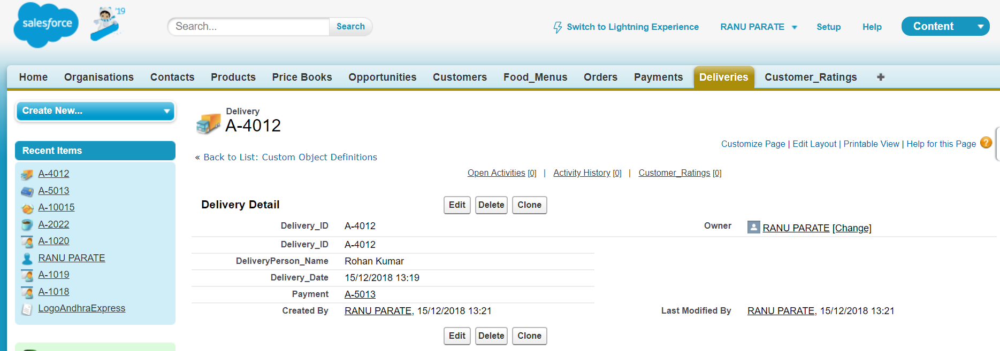 salesforce
'19
Search...
Search
Switch to Lightning Experience
RANU PARATE
Setup
Help
Content
Home Organisations Contacts Products Price Books Opportunities Customers Food_Menus Orders Payments Deliveries Customer_Ratings +
Create New...
Recent Items
A-4012
A-5013
A-10015
A-2022
A-1020
RANU PARATE
A-1019
A-1018
LogoAndhraExpress
Delivery
A-4012
Customize Page | Edit Layout | Printable View | Help for this Page ?
« Back to List: Custom Object Definitions
Open Activities [0] | Activity History [0] | Customer_Ratings [0]
Delivery Detail
Edit Delete Clone
Delivery_ID A-4012 Owner RANU PARATE [Change]
Delivery_ID A-4012
DeliveryPerson_Name Rohan Kumar
Delivery_Date 15/12/2018 13:19
Payment A-5013
Created By RANU PARATE, 15/12/2018 13:21 Last Modified By RANU PARATE, 15/12/2018 13:21
Edit Delete Clone